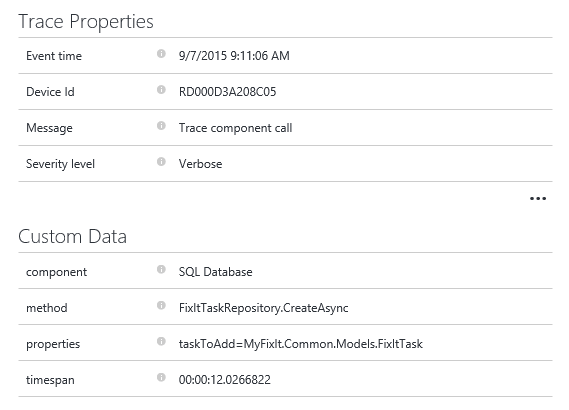 Trace Properties
Event time 9/7/2015 9:11:06 AM
Device Id RD000D3A208C05
Message Trace component call
Severity level Verbose
Custom Data
component SQL Database
method FixItTaskRepository.CreateAsync
properties taskToAdd=MyFixIt.Common.Models.FixItTask
timespan 00:00:12.0266822